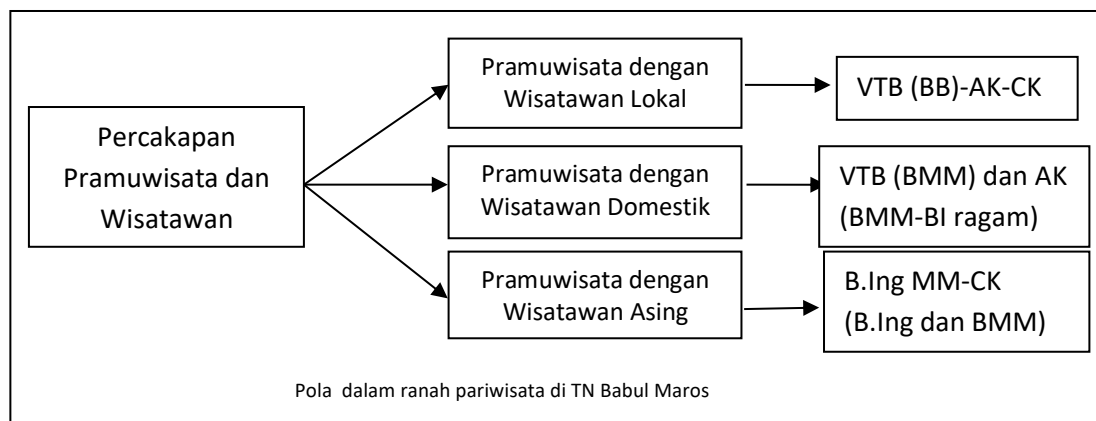 Percakapan
Pramuwisata dan
Wisatawan
Pramuwisata dengan
Wisatawan Lokal
VTB (BB)-AK-CK
Pramuwisata dengan
Wisatawan Domestik
VTB (BMM) dan AK
(BMM-BI ragam)
Pramuwisata dengan
Wisatawan Asing
B.Ing MM-CK
(B.Ing dan BMM)
Pola dalam ranah pariwisata di TN Babul Maros